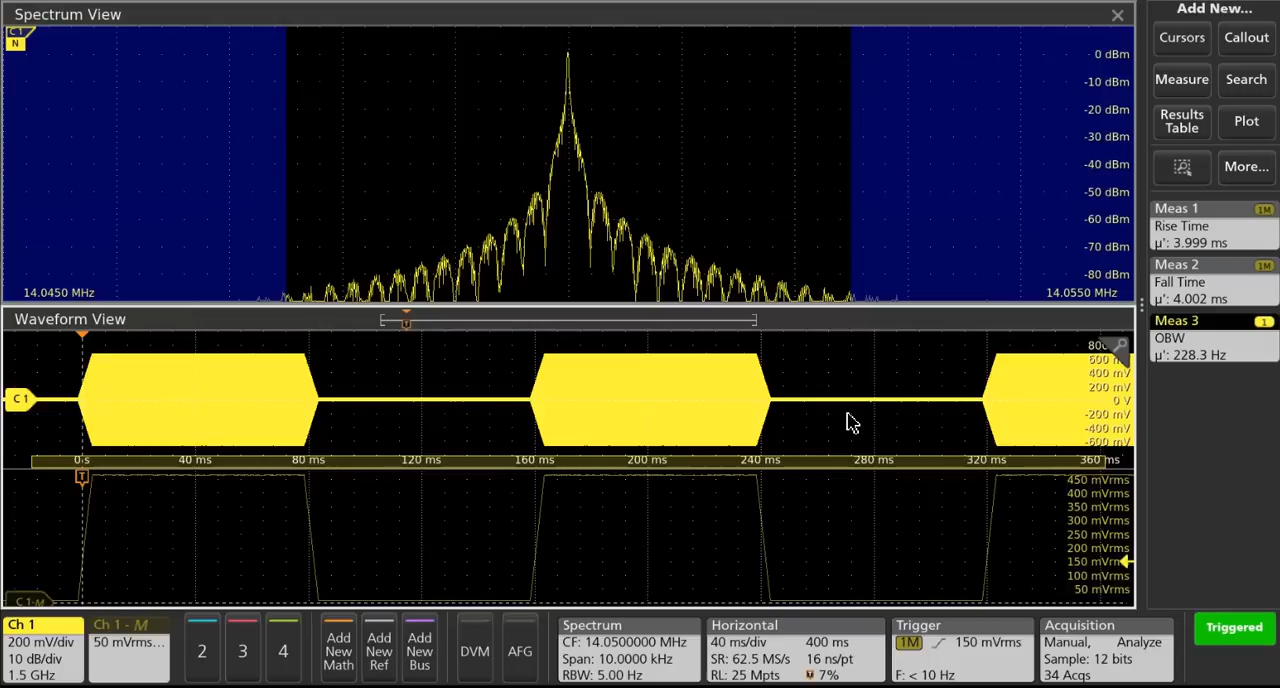 Spectrum View
C 1
N
0 dBm
-10 dBm
-20 dBm
-30 dBm
-40 dBm
-50 dBm
-60 dBm
-70 dBm
-80 dBm
14.0450 MHz
14.0550 MHz
Waveform View
T
C 1
600 mV
400 mV
200 mV
0 V
-200 mV
-400 mV
-600 mV
0 s
40 ms
80 ms
120 ms
160 ms
200 ms
240 ms
280 ms
320 ms
360 ms
T
450 mVrms
400 mVrms
350 mVrms
300 mVrms
250 mVrms
200 mVrms
150 mVrm
100 mVrms
50 mVrms
C 1-M
Add New...
Cursors
Callout
Measure
Search
Results
Table
Plot
More...
Meas 1
1M
Rise Time
µ': 3.999 ms
Meas 2
1M
Fall Time
µ': 4.002 ms
Meas 3
1
OBW
µ': 228.3 Hz
Ch 1
200 mV/div
10 dB/div
1.5 GHz
Ch 1 - M
50 mVrms...
2
3
4
Add
New
Math
Add
New
Ref
Add
New
Bus
DVM
AFG
Spectrum
CF: 14.0500000 MHz
Span: 10.0000 kHz
RBW: 5.00 Hz
Horizontal
40 ms/div 400 ms
SR: 62.5 MS/s 16 ns/pt
RL: 25 Mpts T 7%
Trigger
1M 150 mVrms
F: < 10 Hz
Acquisition
Manual, Analyze
Sample: 12 bits
34 Acqs
Triggered